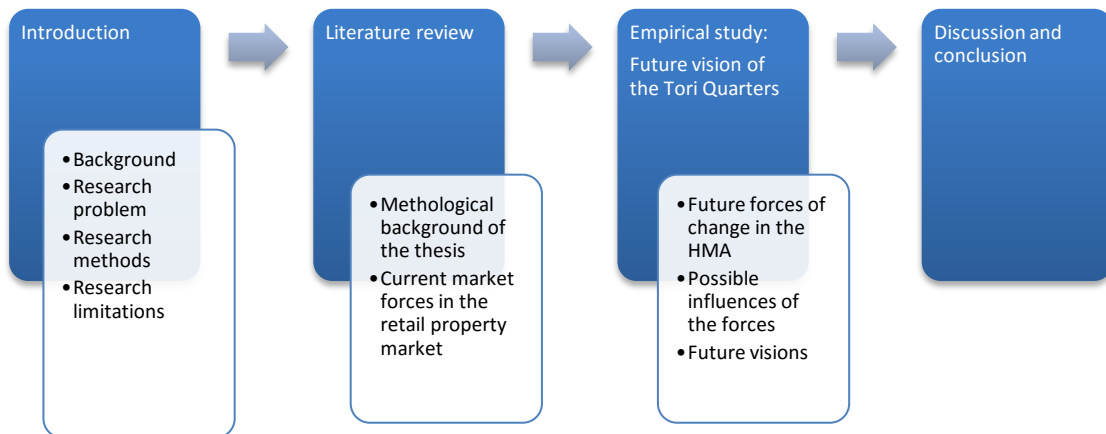 Introduction
•Background
•Research
problem
•Research
methods
•Research
limitations
Literature review
•Methological
background of
the thesis
•Current market
forces in the
retail property
market
Empirical study:
Future vision of
the Tori Quarters
•Future forces of
change in the
HMA
•Possible
influences of
the forces
•Future visions
Discussion and
conclusion